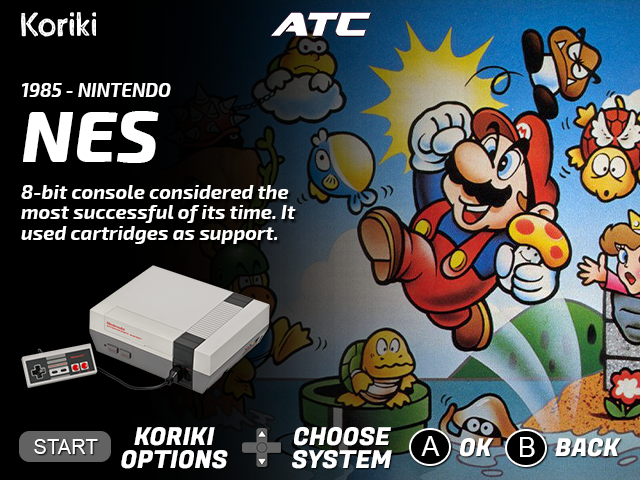 Koriki
ATC
1985 - NINTENDO
NES
8-bit console considered the
most successful of its time. It
used cartridges as support.
START
KORIKI
OPTIONS
CHOOSE
SYSTEM
A
OK
B
BACK